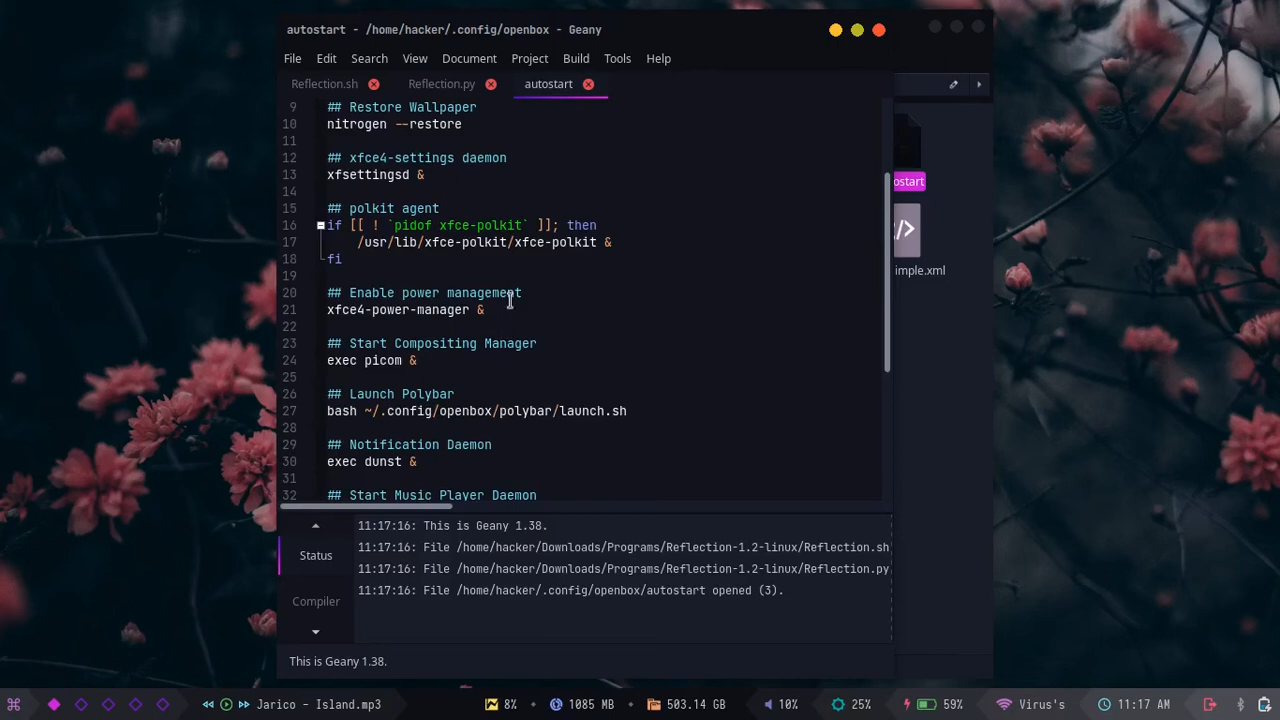 autostart - /home/hacker/.config/openbox - Geany
File Edit Search View Document Project Build Tools Help
Reflection.sh Reflection.py autostart
9 ## Restore Wallpaper
10 nitrogen --restore
11
12 ## xfce4-settings daemon
13 xfsettingsd &
14
15 ## polkit agent
16 if [[ ! `pidof xfce-polkit` ]]; then
17 /usr/lib/xfce-polkit/xfce-polkit &
18 fi
19
20 ## Enable power management
21 xfce4-power-manager &
22
23 ## Start Compositing Manager
24 exec picom &
25
26 ## Launch Polybar
27 bash ~/.config/openbox/polybar/launch.sh
28
29 ## Notification Daemon
30 exec dunst &
31
32 ## Start Music Player Daemon
ostart
imple.xml
Status
Compiler
11:17:16: This is Geany 1.38.
11:17:16: File /home/hacker/Downloads/Programs/Reflection-1.2-linux/Reflection.sh
11:17:16: File /home/hacker/Downloads/Programs/Reflection-1.2-linux/Reflection.py
11:17:16: File /home/hacker/.config/openbox/autostart opened (3).
This is Geany 1.38.
Jarico - Island.mp3 8% 1085 MB 503.14 GB 10% 25% 59% Virus's 11:17 AM